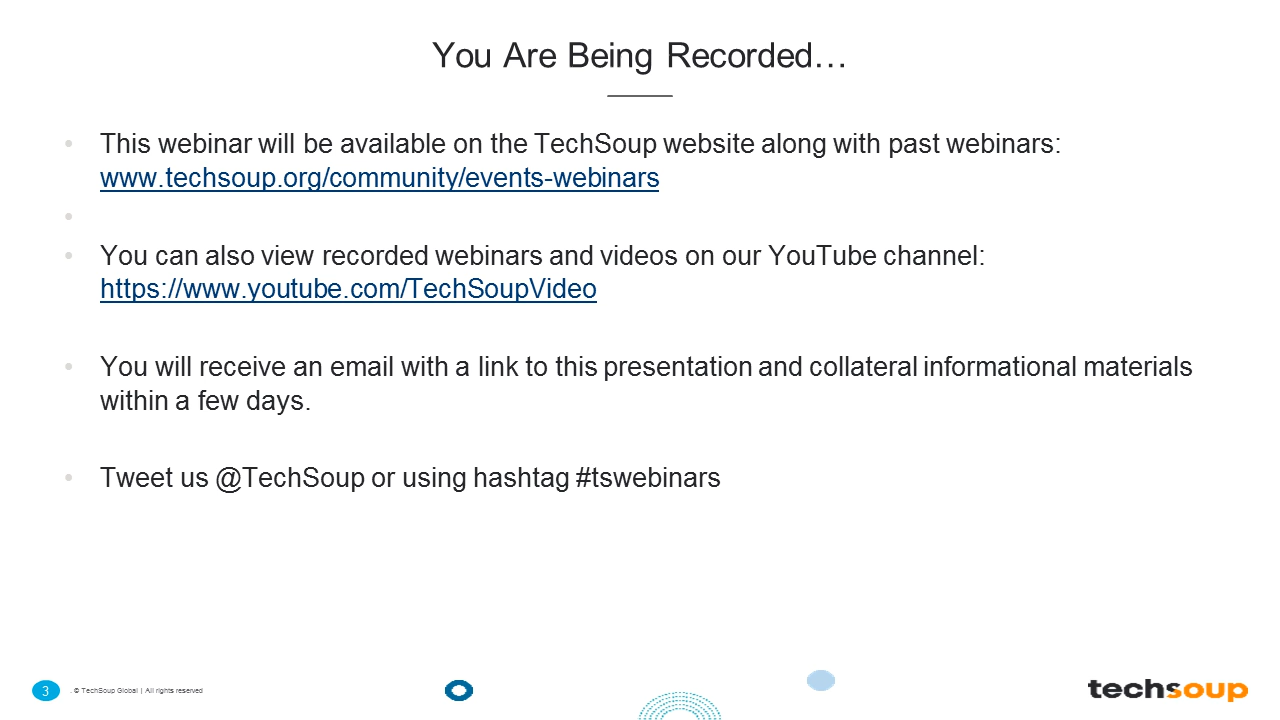 You Are Being Recorded…
• This webinar will be available on the TechSoup website along with past webinars:
www.techsoup.org/community/events-webinars
•
• You can also view recorded webinars and videos on our YouTube channel:
https://www.youtube.com/TechSoupVideo
• You will receive an email with a link to this presentation and collateral informational materials
within a few days.
• Tweet us @TechSoup or using hashtag #tswebinars
3 . © TechSoup Global | All rights reserved
techsoup